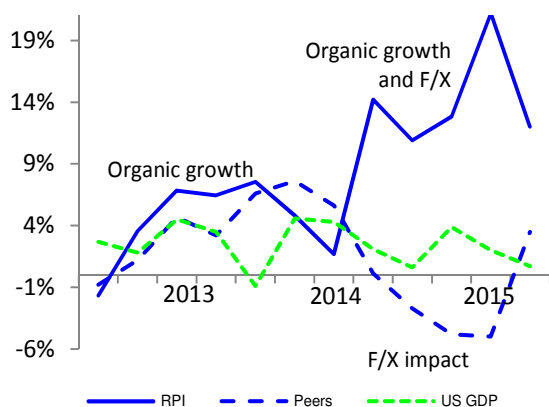 19%
14%
9%
4%
-1%
-6%
Organic growth
and F/X
Organic growth
2013
2014
2015
F/X impact
RPI
Peers
US GDP